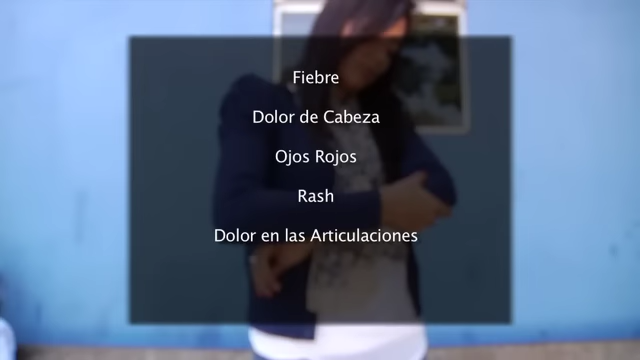 Fiebre
Dolor de Cabeza
Ojos Rojos
Rash
Dolor en las Articulaciones